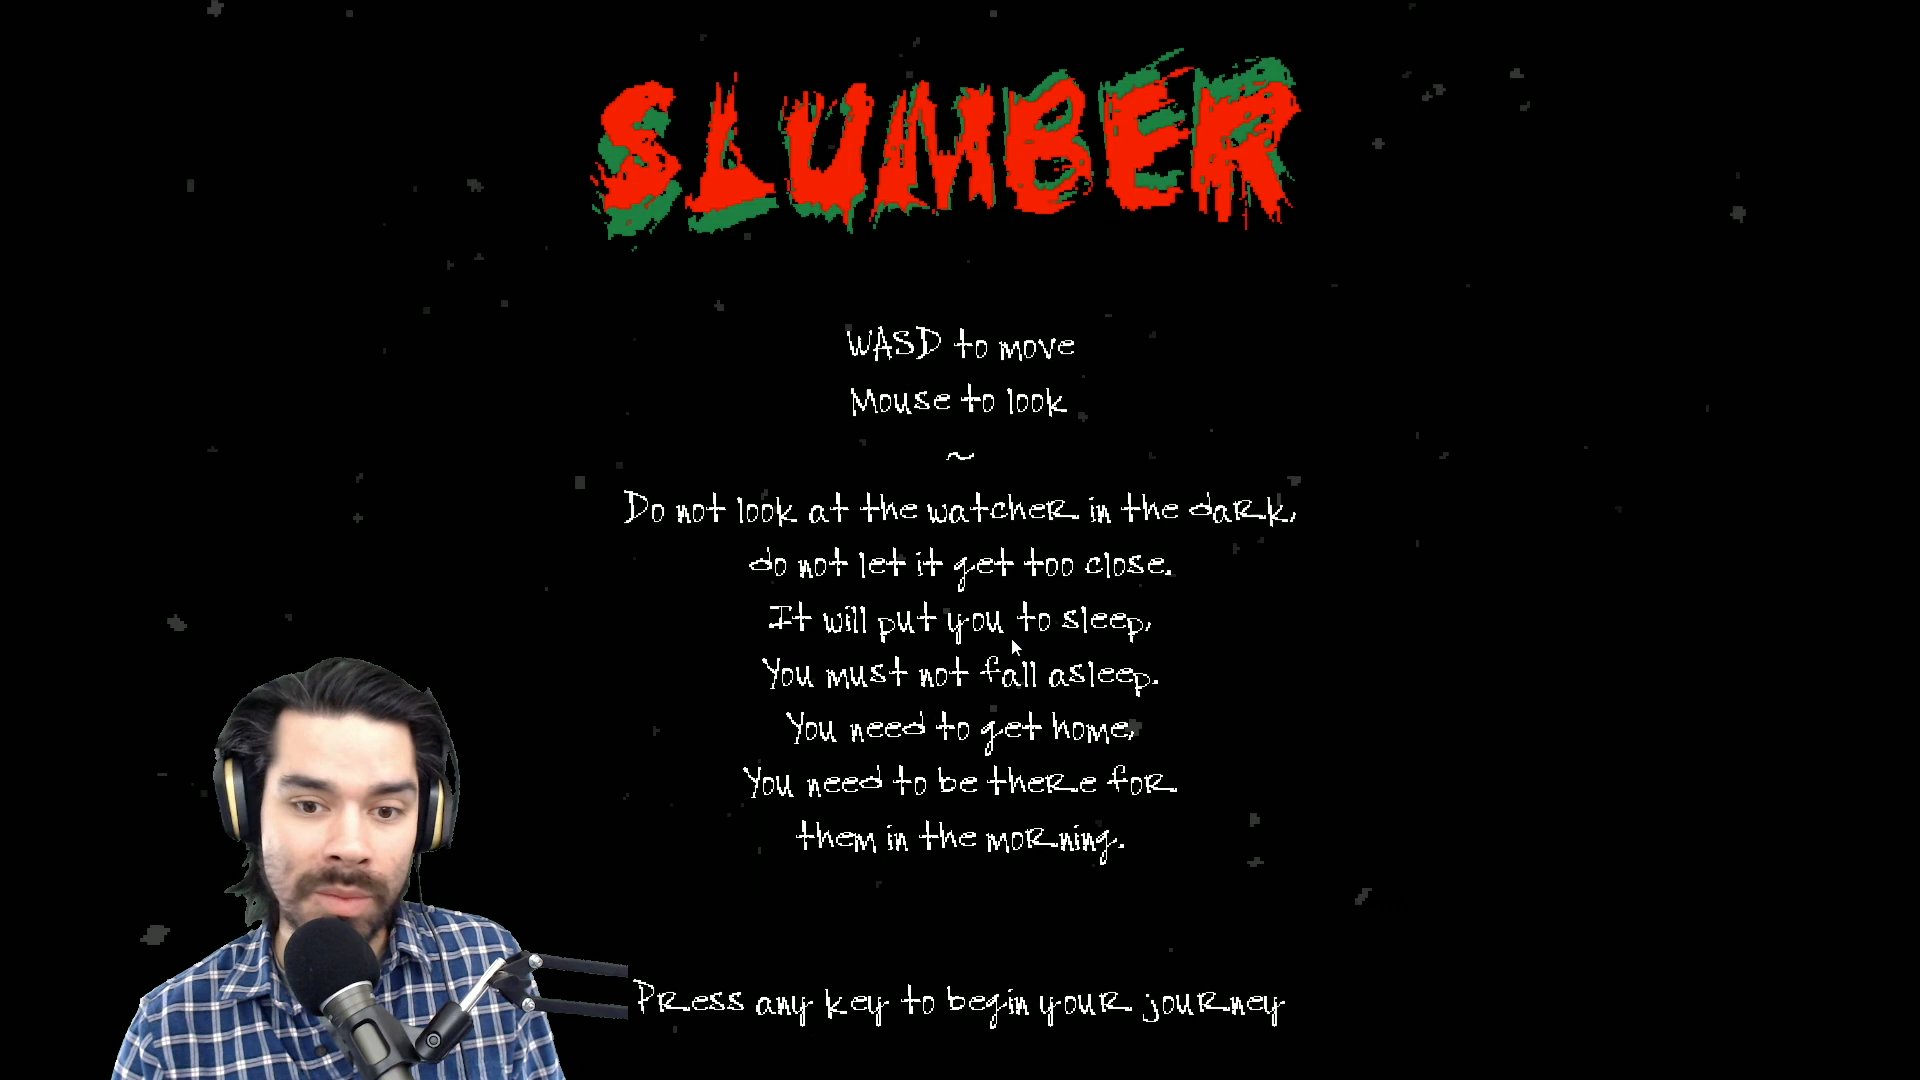 SLUMBER
WASD to move
Mouse to look
~
Do not look at the watcher in the dark,
do not let it get too close.
It will put you to sleep,
You must not fall asleep.
You need to get home,
You need to be there for
them in the morning.
Press any key to begin your journey